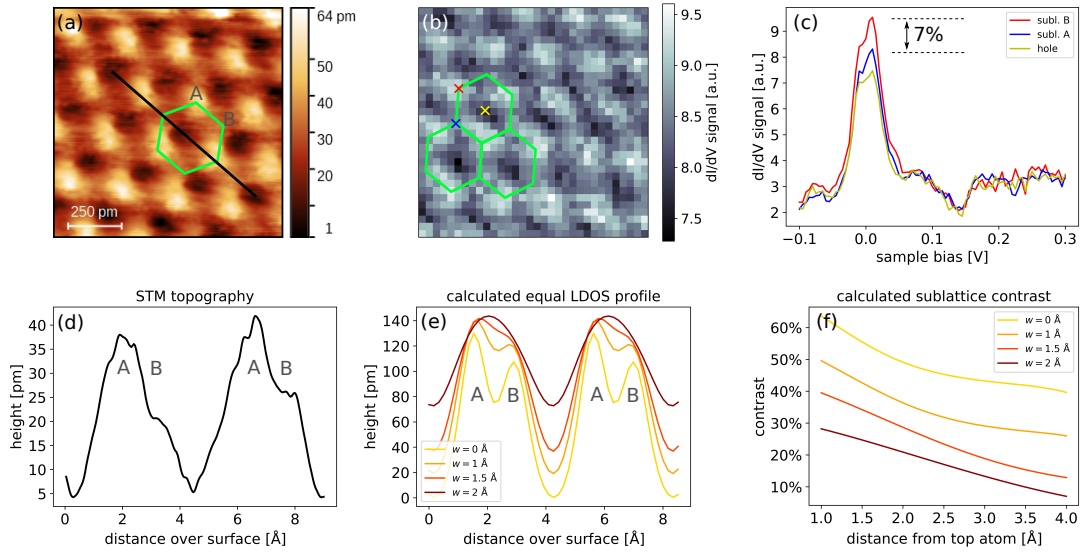 (a)
A
B
250 pm
64 pm
50
40
30
20
10
1
(b)
9.5
9.0
8.5
8.0
7.5
dI/dV signal [a.u.]
(c)
7%
subl. B
subl. A
hole
9
8
7
6
5
4
3
2
dI/dV signal [a.u.]
−0.1
0.0
0.1
0.2
0.3
sample bias [V]
STM topography
(d)
A
B
A
B
40
35
30
25
20
15
10
5
height [pm]
0
2
4
6
8
distance over surface [Å]
calculated equal LDOS profile
(e)
A
B
A
B
w = 0 Å
w = 1 Å
w = 1.5 Å
w = 2 Å
140
120
100
80
60
40
20
0
height [pm]
0
2
4
6
8
distance over surface [Å]
calculated sublattice contrast
(f)
w = 0 Å
w = 1 Å
w = 1.5 Å
w = 2 Å
60%
50%
40%
30%
20%
10%
contrast
1.0
1.5
2.0
2.5
3.0
3.5
4.0
distance from top atom [Å]